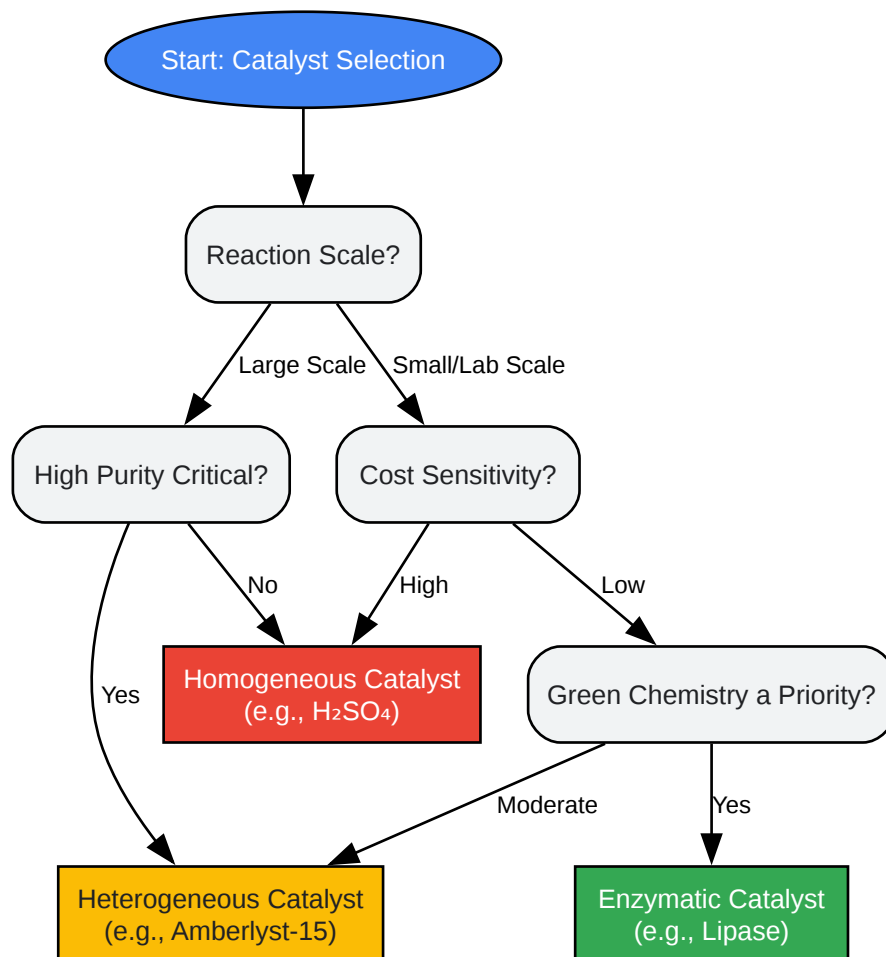 Start: Catalyst Selection
Reaction Scale?
Large Scale
Small/Lab Scale
High Purity Critical?
Cost Sensitivity?
No
High
Low
Yes
Homogeneous Catalyst
(e.g., H₂SO₄)
Green Chemistry a Priority?
Moderate
Yes
Heterogeneous Catalyst
(e.g., Amberlyst-15)
Enzymatic Catalyst
(e.g., Lipase)